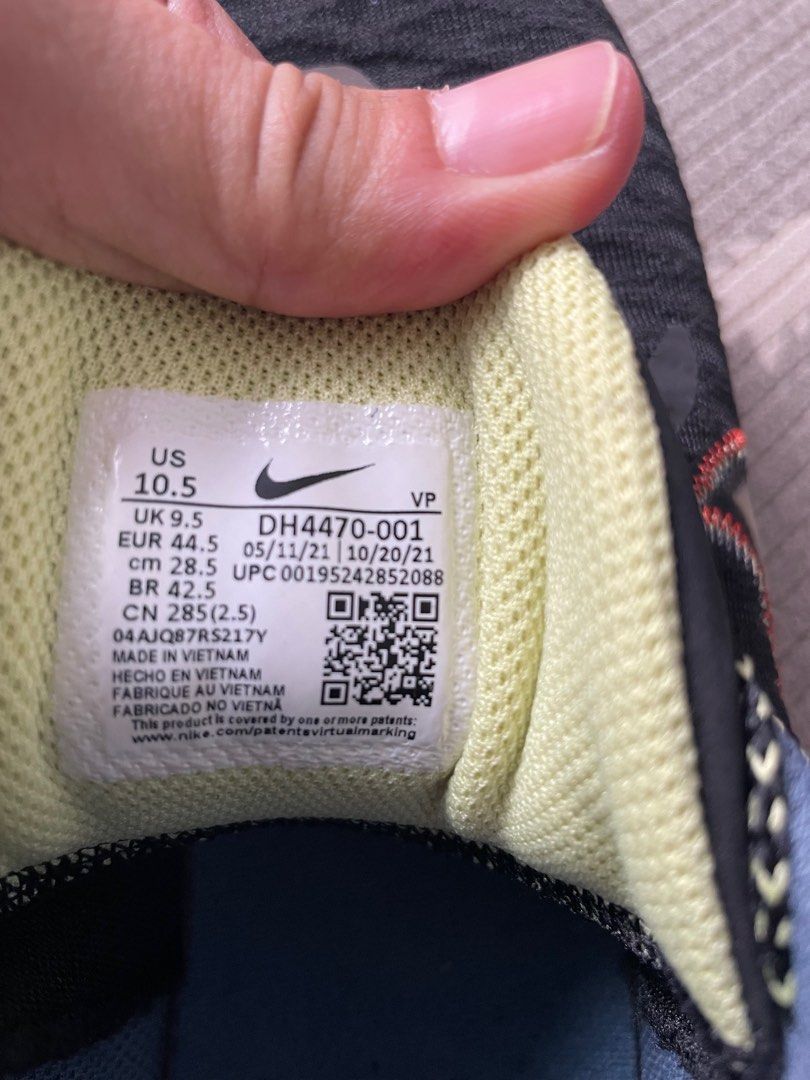 US
10.5
VP
UK 9.5
DH4470-001
EUR 44.5
05/11/21 | 10/20/21
cm 28.5
UPC 00195242852088
BR 42.5
CN 285(2.5)
04AJQ87RS217Y
MADE IN VIETNAM
HECHO EN VIETNAM
FABRIQUE AU VIETNAM
FABRICADO NO VIETNÃ
This product is covered by one or more patents:
www.nike.com/patentsvirtualmarking